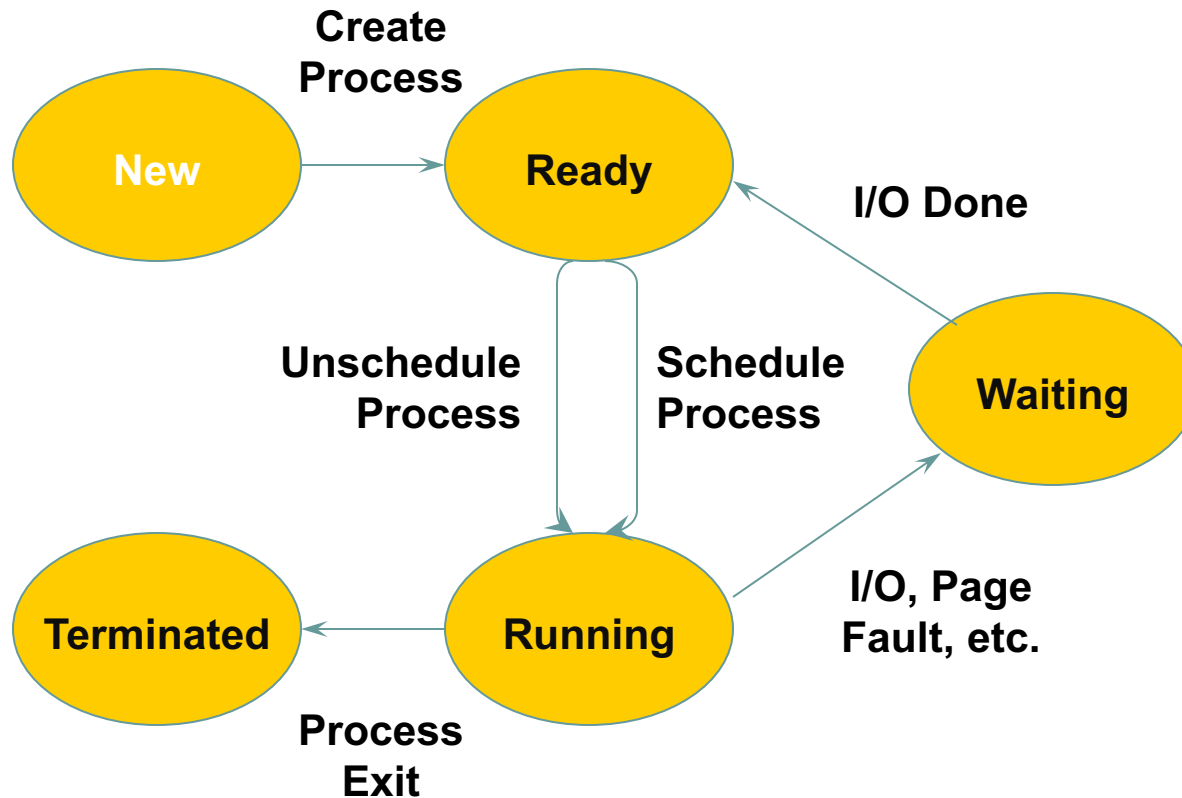 Create
Process
New
Ready
I/O Done
Unschedule
Process
Schedule
Process
Waiting
I/O, Page
Fault, etc.
Terminated
Running
Process
Exit